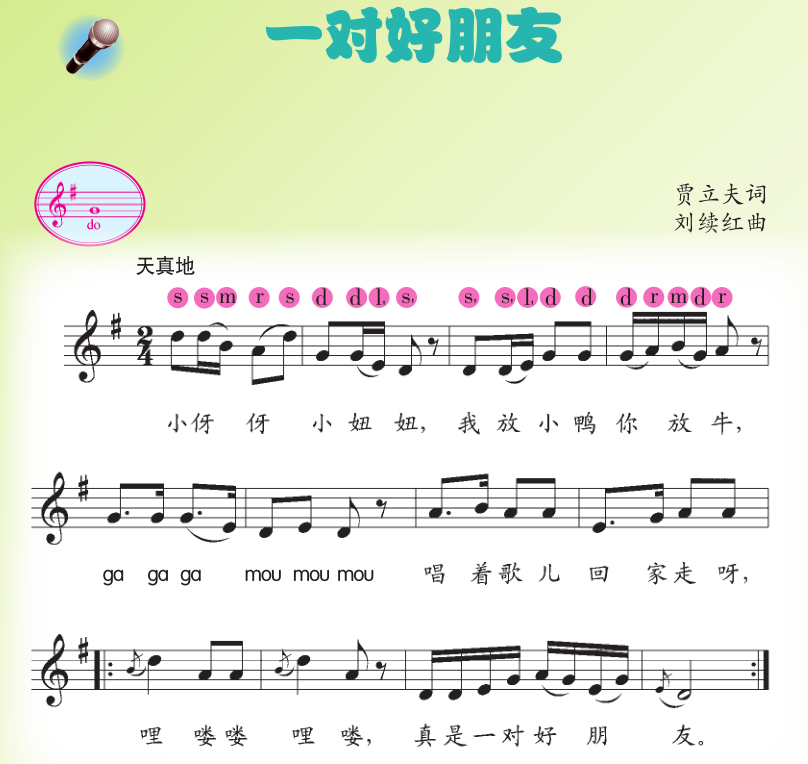 一对好朋友
贾立夫词
刘续红曲
do
天真地
s s m r s d d l, s, s, s, l, d d d r m d r
2
4
小伢 伢 小 妞 妞， 我 放 小 鸭 你 放 牛，
ga ga ga mou mou mou 唱 着 歌 儿 回 家 走 呀，
哩 喽 喽 哩 喽， 真 是 一 对 好 朋 友。